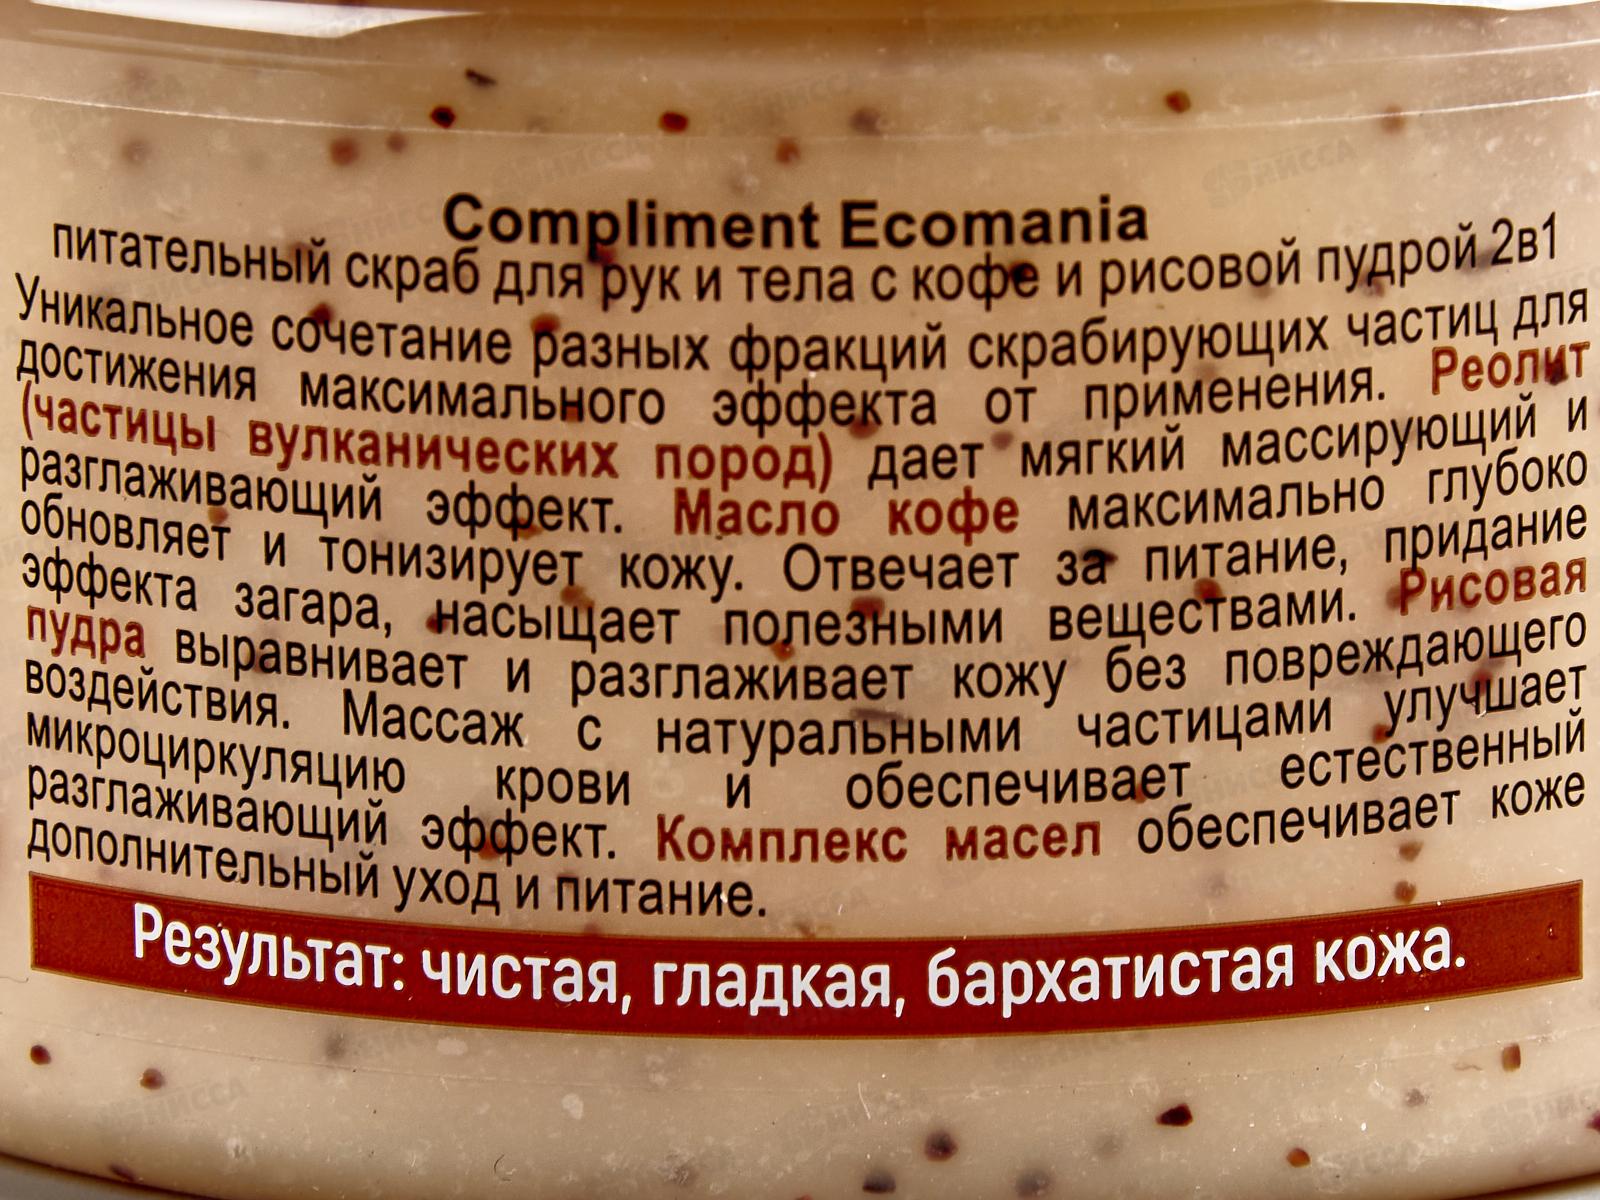 Compliment Ecomania
питательный скраб для рук и тела с кофе и рисовой пудрой 2в1
Уникальное сочетание разных фракций скрабирующих частиц для
достижения максимального эффекта от применения. Реолит
(частицы вулканических пород) дает мягкий массирующий и
разглаживающий эффект. Масло кофе максимально глубоко
обновляет и тонизирует кожу. Отвечает за питание, придание
эффекта загара, насыщает полезными веществами. Рисовая
пудра выравнивает и разглаживает кожу без повреждающего
воздействия. Массаж с натуральными частицами улучшает
микроциркуляцию крови и обеспечивает естественный
разглаживающий эффект. Комплекс масел обеспечивает коже
дополнительный уход и питание.
Результат: чистая, гладкая, бархатистая кожа.